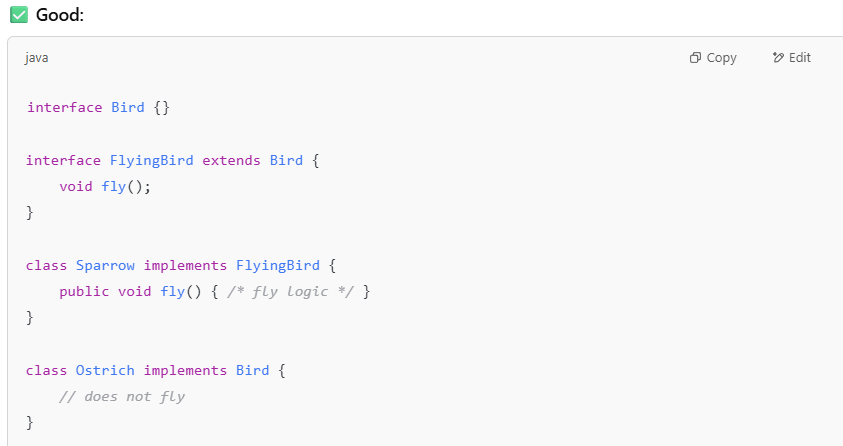 ✅ Good:
java Copy Edit
interface Bird {}
interface FlyingBird extends Bird {
    void fly();
}
class Sparrow implements FlyingBird {
    public void fly() { /* fly logic */ }
}
class Ostrich implements Bird {
    // does not fly
}